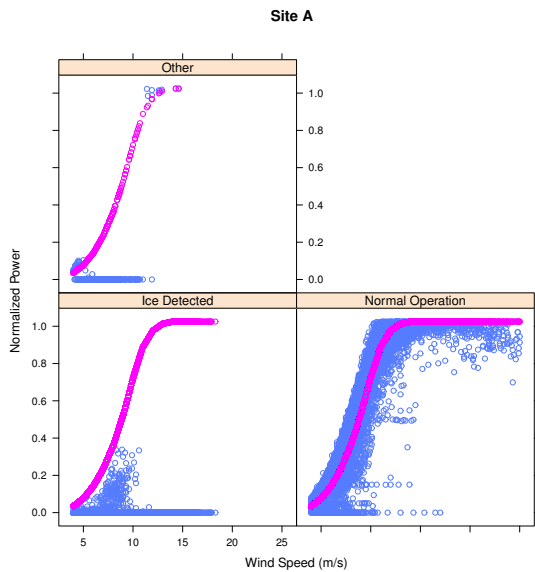 Site A
Other
1.0
0.8
0.6
0.4
0.2
0.0
Normalized Power
Ice Detected
Normal Operation
1.0
0.8
0.6
0.4
0.2
0.0
5
10
15
20
25
Wind Speed (m/s)